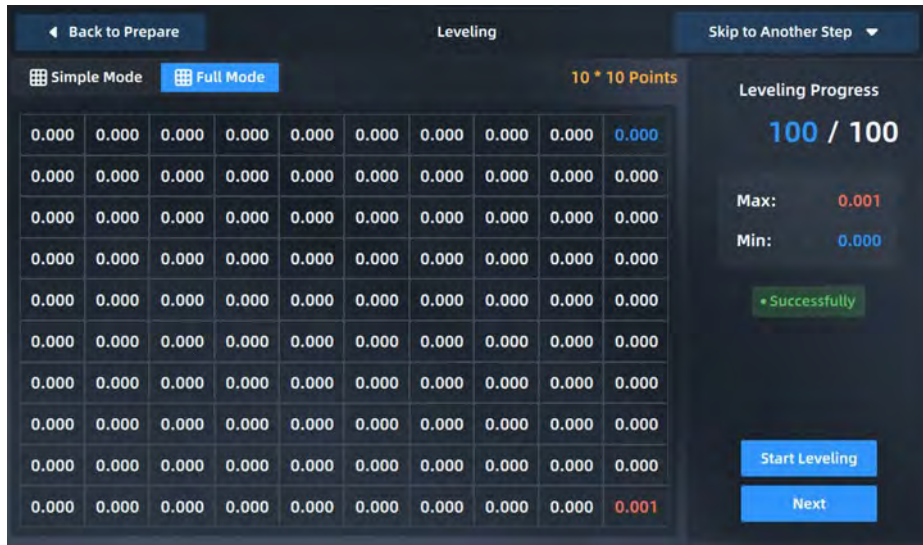 Back to Prepare Leveling Skip to Another Step
Simple Mode Full Mode 10 * 10 Points
Leveling Progress
100 / 100
0.000 0.000 0.000 0.000 0.000 0.000 0.000 0.000 0.000 0.000
0.000 0.000 0.000 0.000 0.000 0.000 0.000 0.000 0.000 0.000
0.000 0.000 0.000 0.000 0.000 0.000 0.000 0.000 0.000 0.000
0.000 0.000 0.000 0.000 0.000 0.000 0.000 0.000 0.000 0.000
0.000 0.000 0.000 0.000 0.000 0.000 0.000 0.000 0.000 0.000
0.000 0.000 0.000 0.000 0.000 0.000 0.000 0.000 0.000 0.000
0.000 0.000 0.000 0.000 0.000 0.000 0.000 0.000 0.000 0.000
0.000 0.000 0.000 0.000 0.000 0.000 0.000 0.000 0.000 0.000
0.000 0.000 0.000 0.000 0.000 0.000 0.000 0.000 0.000 0.000
0.000 0.000 0.000 0.000 0.000 0.000 0.000 0.000 0.000 0.001
Max: 0.001
Min: 0.000
• Successfully
Start Leveling
Next